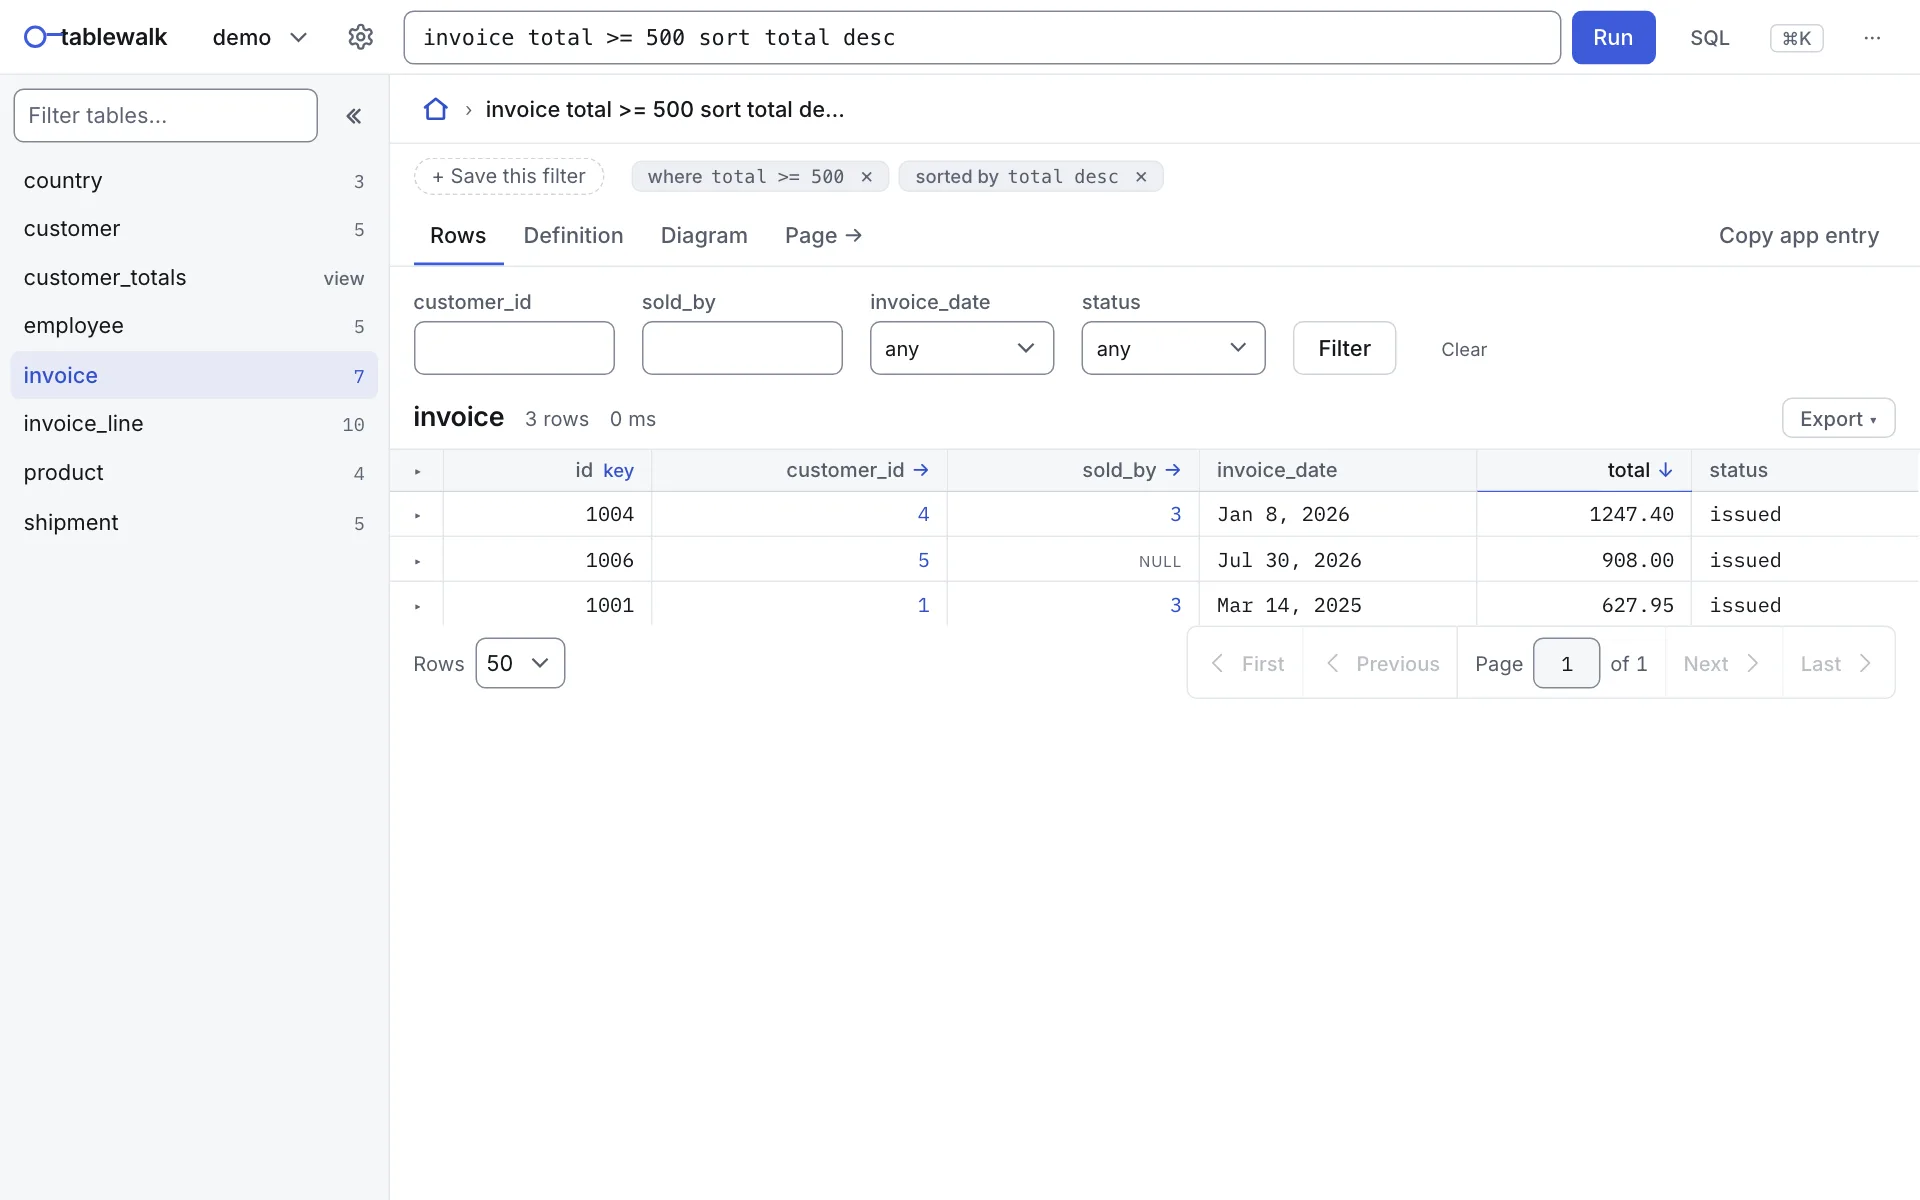 tablewalk demo invoice total >= 500 sort total desc Run SQL ⌘K ...
Filter tables...
country 3
customer 5
customer_totals view
employee 5
invoice 7
invoice_line 10
product 4
shipment 5
› invoice total >= 500 sort total de...
+ Save this filter where total >= 500 × sorted by total desc ×
Rows Definition Diagram Page → Copy app entry
customer_id sold_by invoice_date status
any any Filter Clear
invoice 3 rows 0 ms Export ▾
▸ id key customer_id → sold_by → invoice_date total ↓ status
▸ 1004 4 3 Jan 8, 2026 1247.40 issued
▸ 1006 5 NULL Jul 30, 2026 908.00 issued
▸ 1001 1 3 Mar 14, 2025 627.95 issued
Rows 50 First Previous Page 1 of 1 Next Last